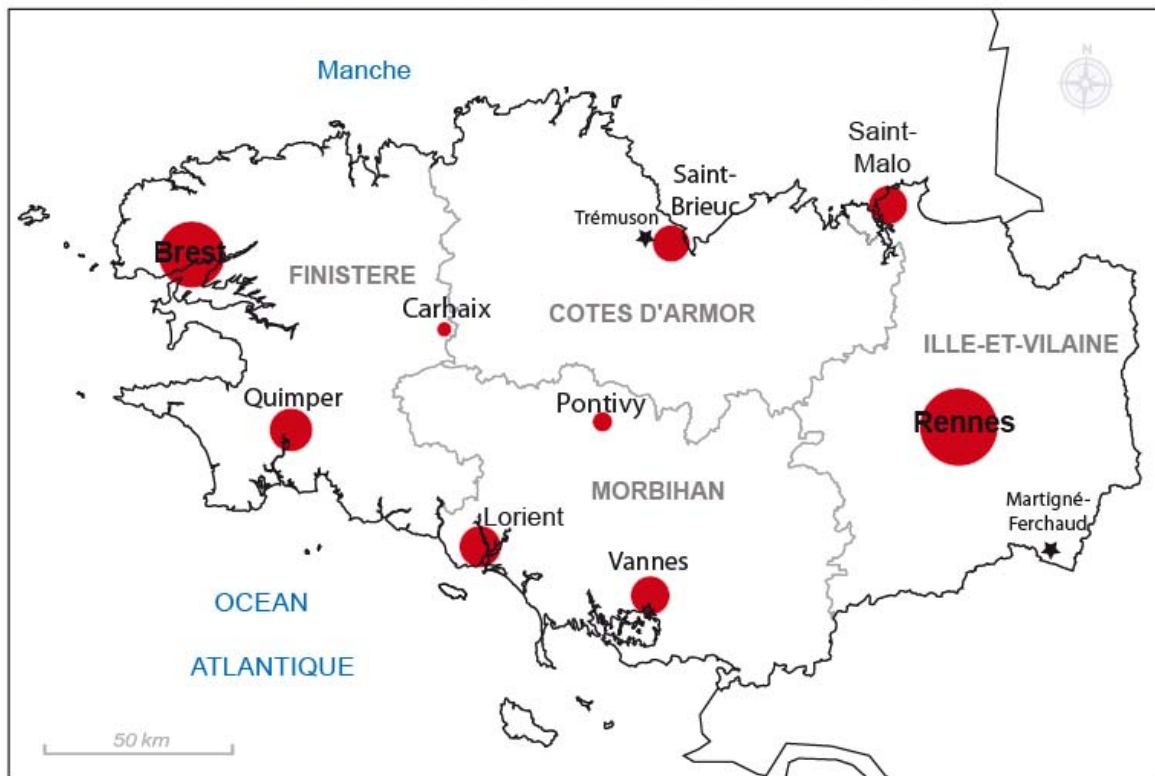 N
Manche
Saint-
Malo
Saint-
Brieuc
Trémuson
Brest
FINISTERE
Carhaix
COTES D'ARMOR
ILLE-ET-VILAINE
Quimper
Pontivy
Rennes
MORBIHAN
Martigné-
Ferchaud
Lorient
Vannes
OCEAN
ATLANTIQUE
50 km